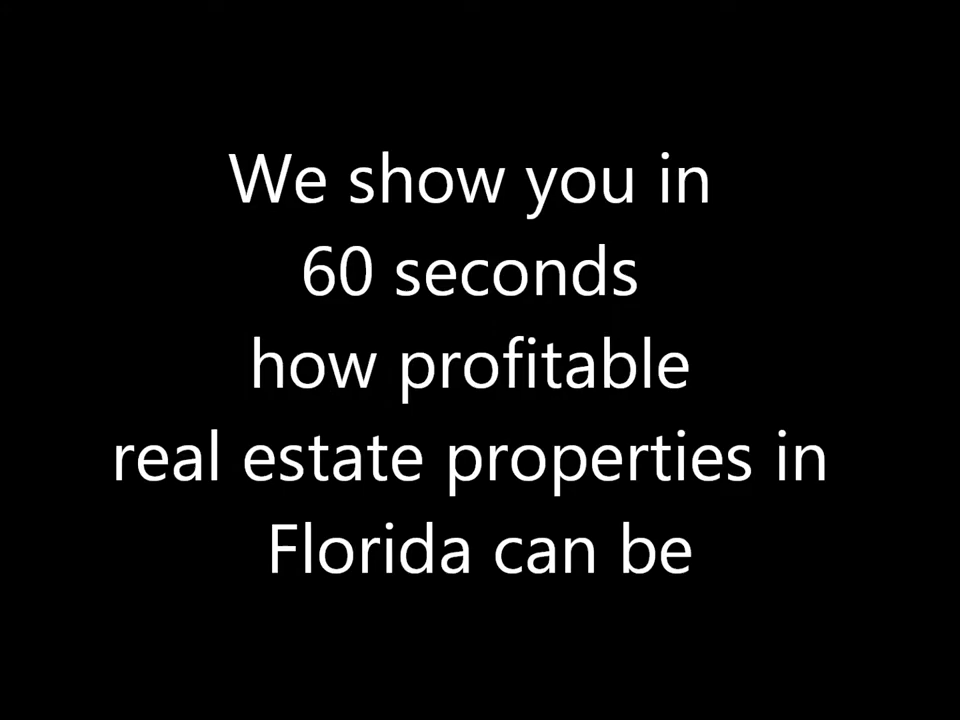 We show you in
60 seconds
how profitable
real estate properties in
Florida can be